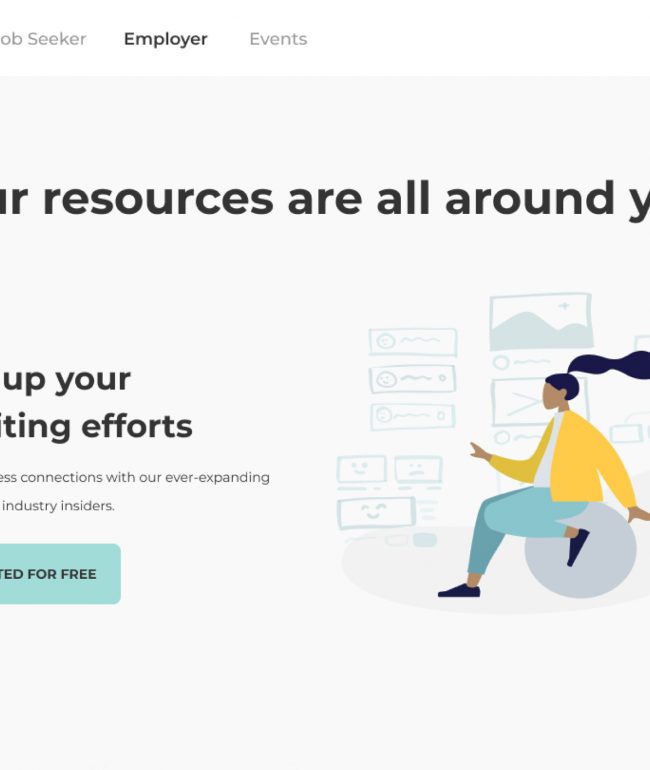 ob Seeker Employer Events
ur resources are all around y
up your
iting efforts
ess connections with our ever-expanding
industry insiders.
TED FOR FREE